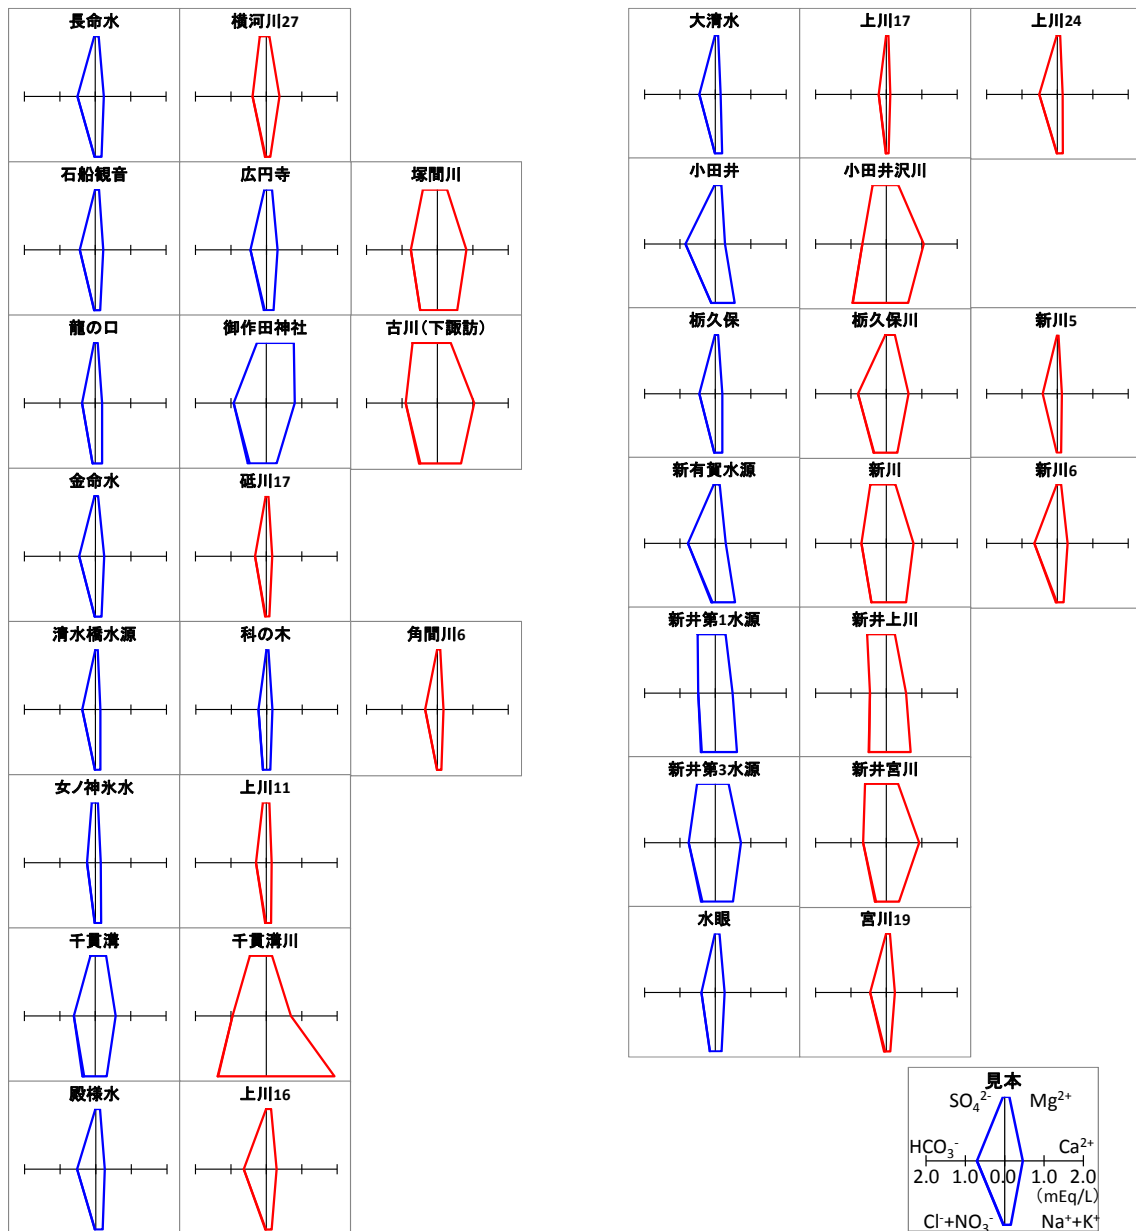 長命水
横河川27
石船観音
広円寺
塚間川
龍の口
御作田神社
古川(下諏訪)
金命水
砥川17
清水橋水源
科の木
角間川6
女ノ神氷水
上川11
千貫溝
千貫溝川
殿様水
上川16
大清水
上川17
上川24
小田井
小田井沢川
栃久保
栃久保川
新川5
新有賀水源
新川
新川6
新井第1水源
新井上川
新井第3水源
新井宮川
水眼
宮川19
見本
SO₄²⁻ Mg²⁺
HCO₃⁻ Ca²⁺
2.0 1.0 0.0 1.0 2.0
(mEq/L)
Cl⁻+NO₃⁻ Na⁺+K⁺